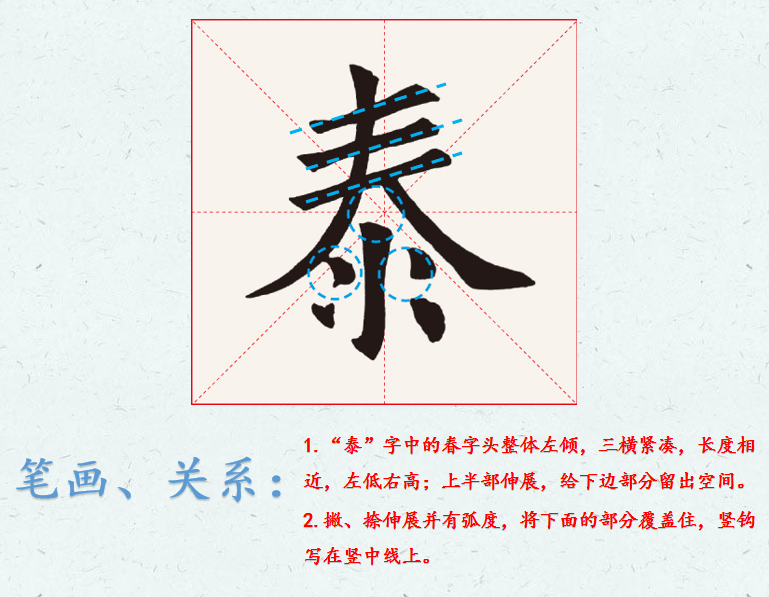 泰
笔画、关系：
1.“泰”字中的春字头整体左倾，三横紧凑，长度相
近，左低右高；上半部伸展，给下边部分留出空间。
2.撇、捺伸展并有弧度，将下面的部分覆盖住，竖钩
写在竖中线上。